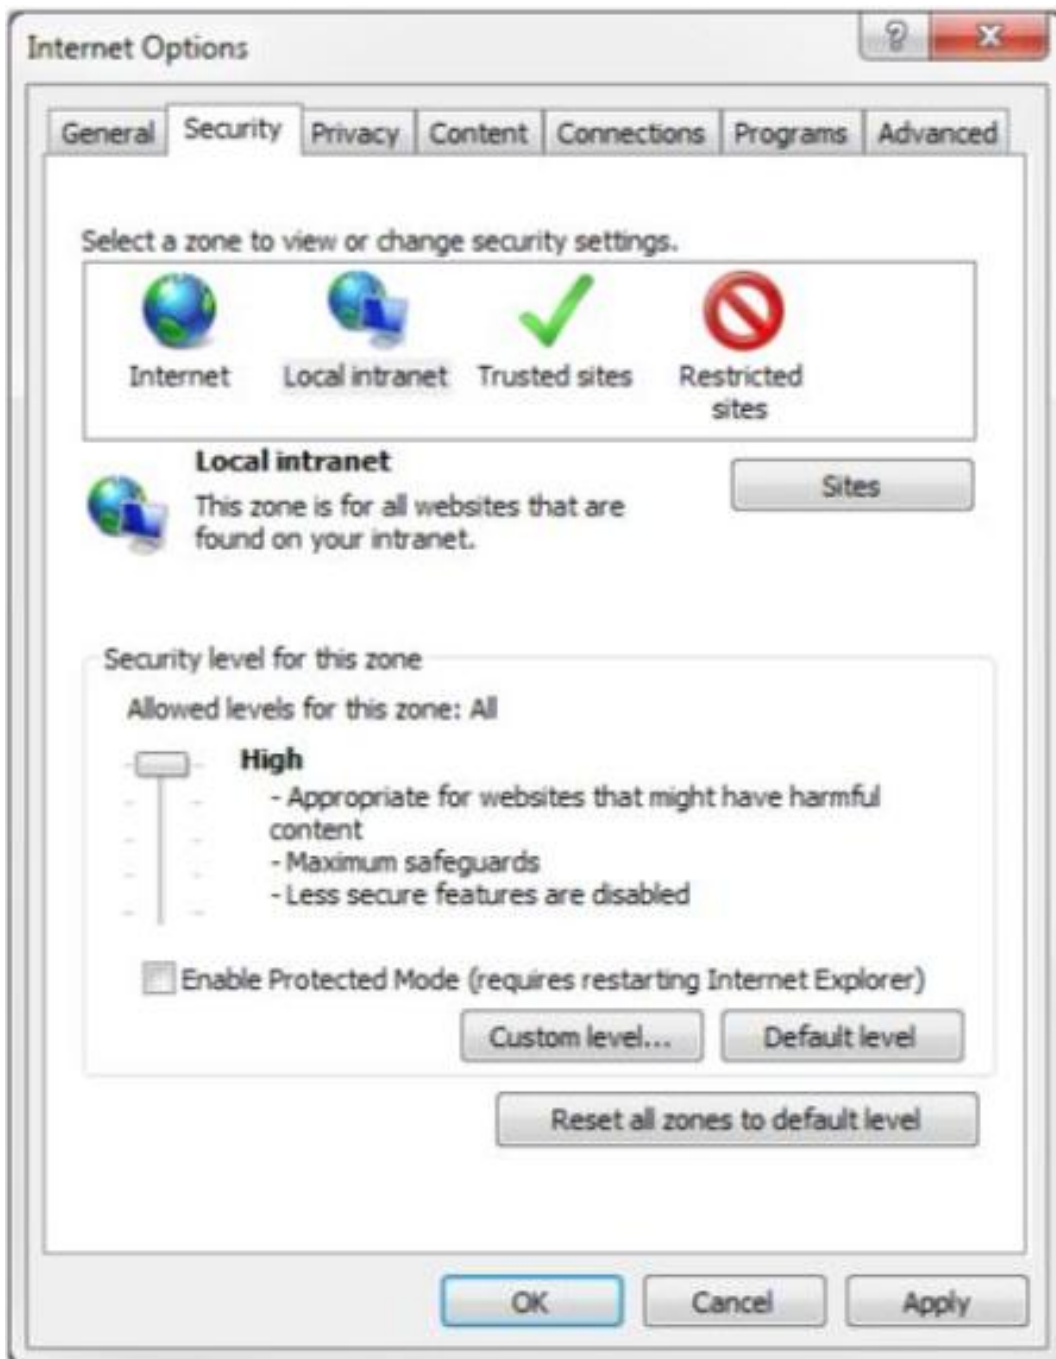 Internet Options
General Security Privacy Content Connections Programs Advanced
Select a zone to view or change security settings.
Internet Local intranet Trusted sites Restricted
sites
Local intranet
Sites
This zone is for all websites that are
found on your intranet.
Security level for this zone
Allowed levels for this zone: All
High
- Appropriate for websites that might have harmful
content
- Maximum safeguards
- Less secure features are disabled
Enable Protected Mode (requires restarting Internet Explorer)
Custom level... Default level
Reset all zones to default level
OK Cancel Apply